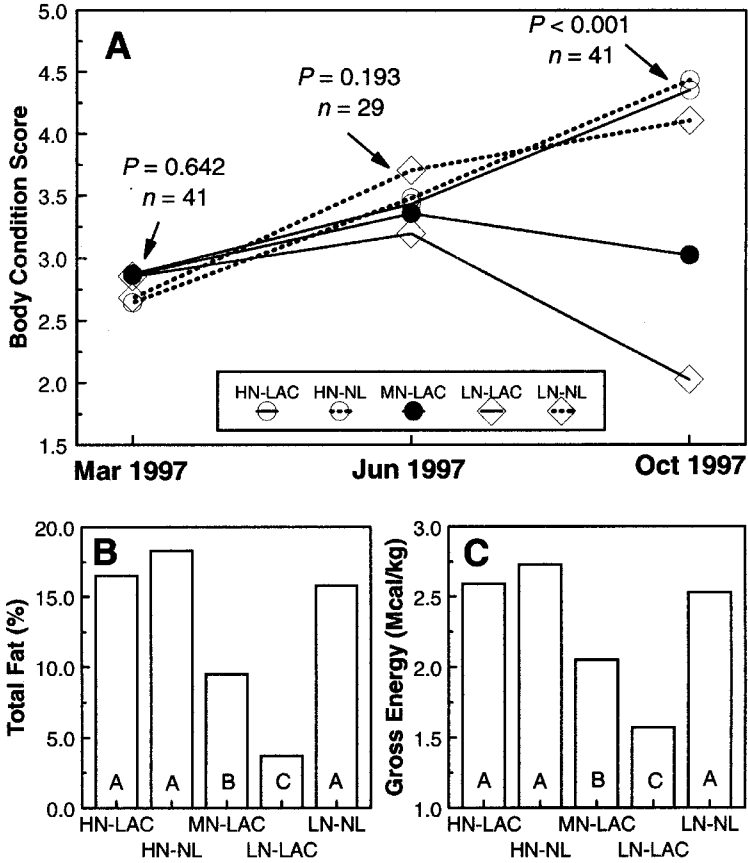 A
5.0
4.5
4.0
3.5
3.0
2.5
2.0
1.5
Body Condition Score
P = 0.642
n = 41
P = 0.193
n = 29
P < 0.001
n = 41
HN-LAC HN-NL MN-LAC LN-LAC LN-NL
Mar 1997 Jun 1997 Oct 1997
B
20.0
15.0
10.0
5.0
0.0
Total Fat (%)
A A B C A
HN-LAC MN-LAC LN-NL
HN-NL LN-LAC
C
3.0
2.5
2.0
1.5
1.0
Gross Energy (Mcal/kg)
A A B C A
HN-LAC MN-LAC LN-NL
HN-NL LN-LAC